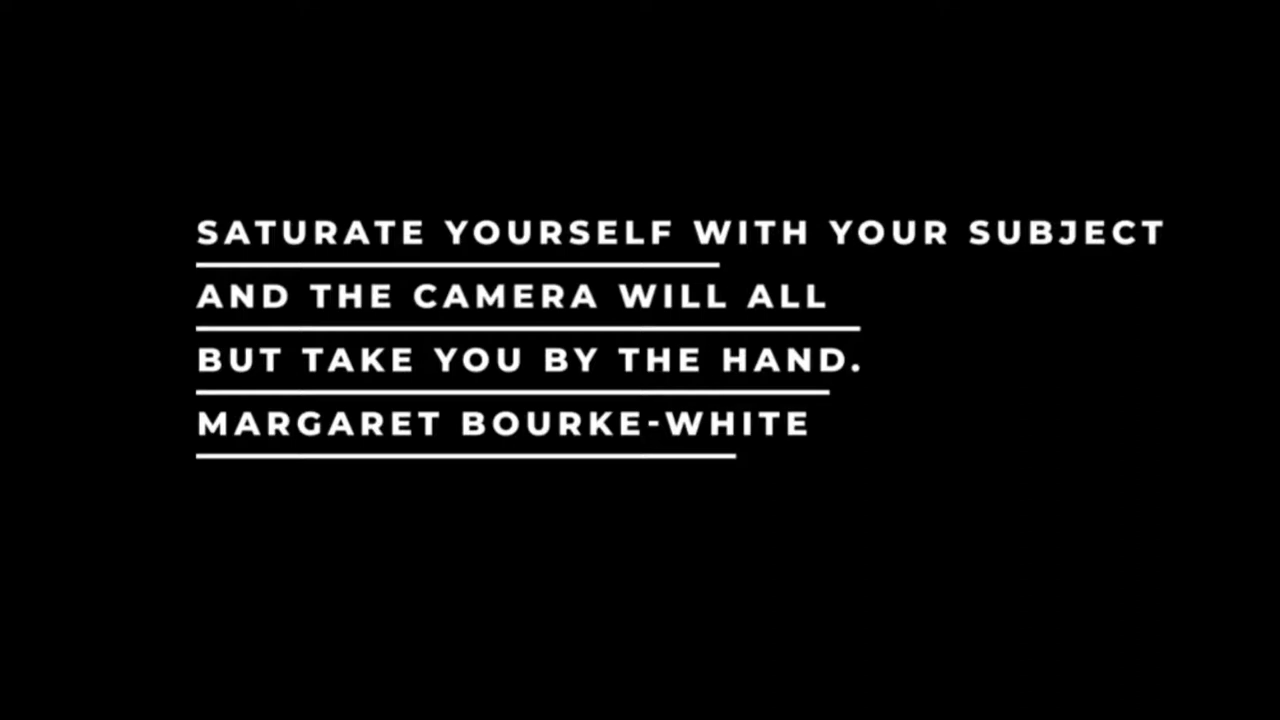 SATURATE YOURSELF WITH YOUR SUBJECT
AND THE CAMERA WILL ALL
BUT TAKE YOU BY THE HAND.
MARGARET BOURKE-WHITE